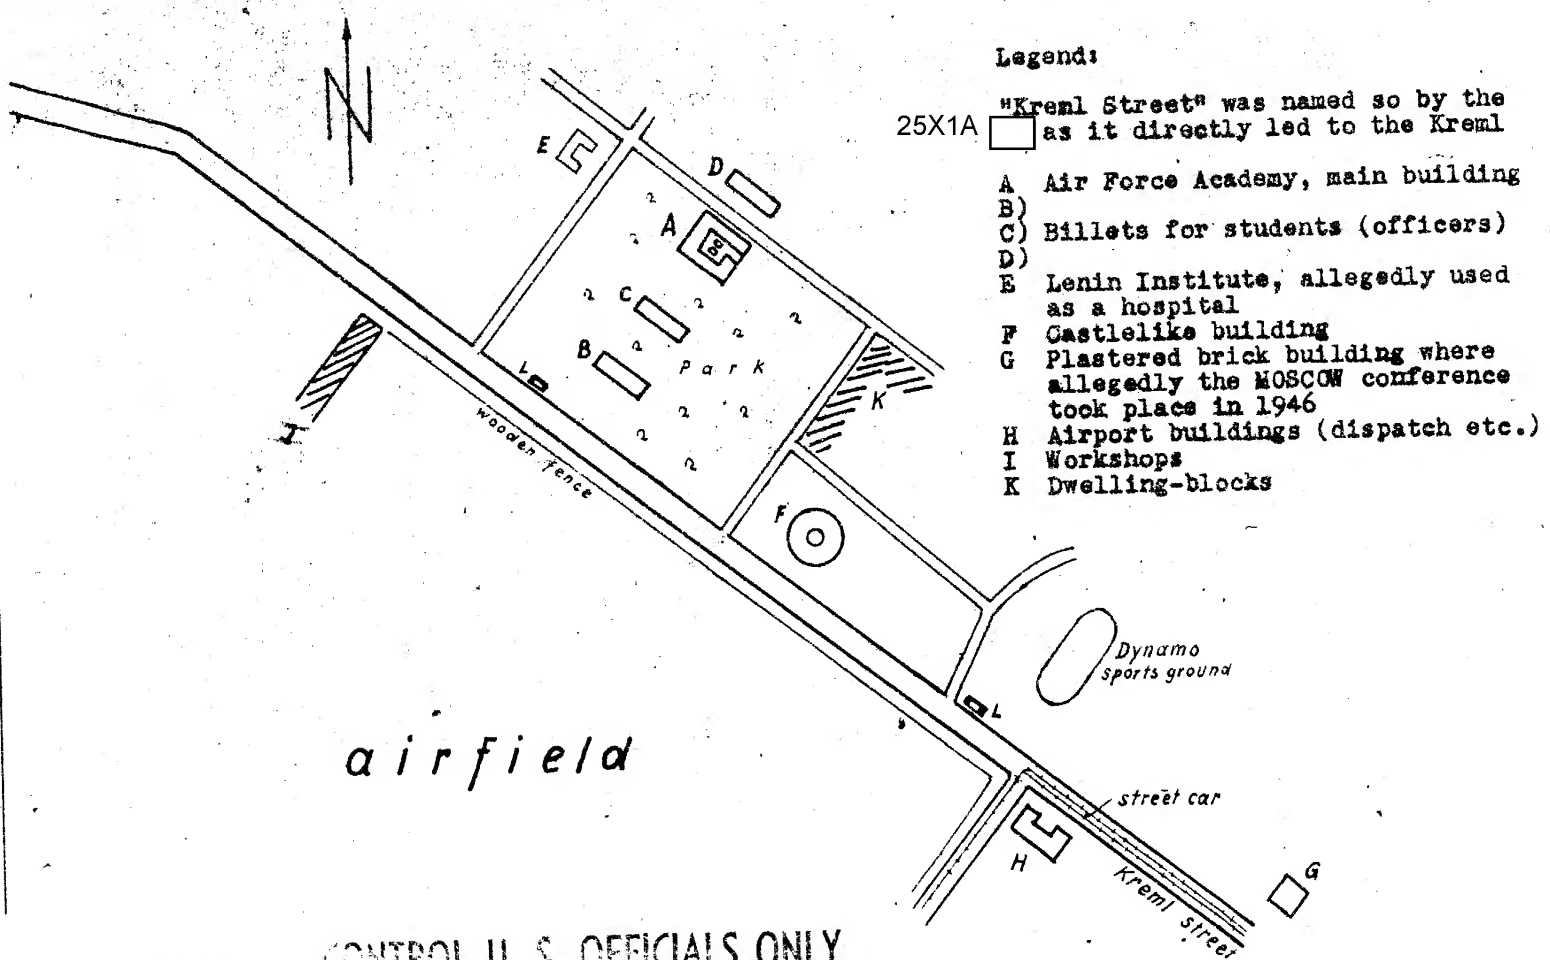 N
Legend:
"Kreml Street" was named so by the
25X1A as it directly led to the Kreml
A Air Force Academy, main building
B)
C) Billets for students (officers)
D)
E Lenin Institute, allegedly used
as a hospital
F Castlelike building
G Plastered brick building where
allegedly the MOSCOW conference
took place in 1946
H Airport buildings (dispatch etc.)
I Workshops
K Dwelling-blocks
E
D
A
C
B
Park
L
K
I
wooden fence
F
Dynamo
sports ground
L
airfield
street car
H
G
Kreml street
CONTROL U. S. OFFICIALS ONLY